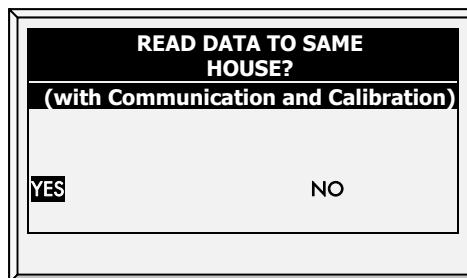 READ DATA TO SAME
HOUSE?
(with Communication and Calibration)
YES NO